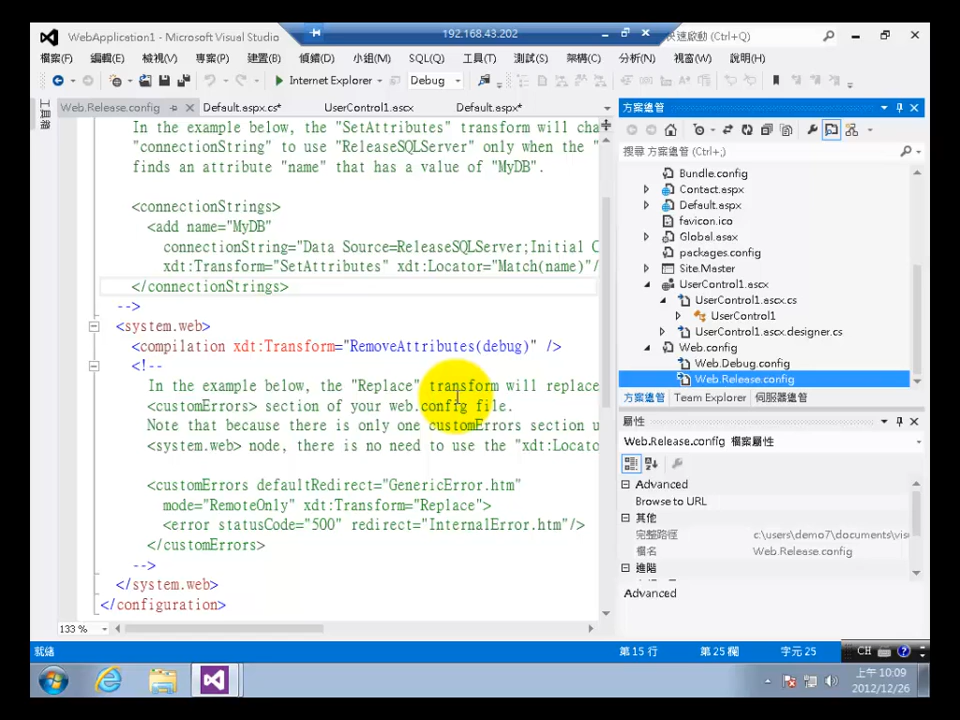 WebApplication1 - Microsoft Visual Studio
192.168.43.202
快速啟動 (Ctrl+Q)
檔案(F) 編輯(E) 檢視(V) 專案(P) 建置(B) 偵錯(D) 小組(M) SQL(Q) 工具(T) 測試(S) 架構(C) 分析(N) 視窗(W) 說明(H)
Internet Explorer Debug
工具箱
Web.Release.config Default.aspx.cs* UserControl1.ascx Default.aspx*
In the example below, the "SetAttributes" transform will cha
"connectionString" to use "ReleaseSQLServer" only when the "
finds an attribute "name" that has a value of "MyDB".
<connectionStrings>
<add name="MyDB"
connectionString="Data Source=ReleaseSQLServer;Initial C
xdt:Transform="SetAttributes" xdt:Locator="Match(name)"/
</connectionStrings>
-->
<system.web>
<compilation xdt:Transform="RemoveAttributes(debug)" />
<!--
In the example below, the "Replace" transform will replace
<customErrors> section of your web.config file.
Note that because there is only one customErrors section u
<system.web> node, there is no need to use the "xdt:Locato
<customErrors defaultRedirect="GenericError.htm"
mode="RemoteOnly" xdt:Transform="Replace">
<error statusCode="500" redirect="InternalError.htm"/>
</customErrors>
-->
</system.web>
</configuration>
133 %
方案總管
搜尋 方案總管 (Ctrl+;)
Bundle.config
Contact.aspx
Default.aspx
favicon.ico
Global.asax
packages.config
Site.Master
UserControl1.ascx
UserControl1.ascx.cs
UserControl1
UserControl1.ascx.designer.cs
Web.config
Web.Debug.config
Web.Release.config
方案總管 Team Explorer 伺服器總管
屬性
Web.Release.config 檔案屬性
Advanced
Browse to URL
其他
完整路徑 c:\users\demo7\documents\vis
檔名 Web.Release.config
進階
Advanced
就緒 第 15 行 第 25 欄 字元 25 CH
上午 10:09
2012/12/26